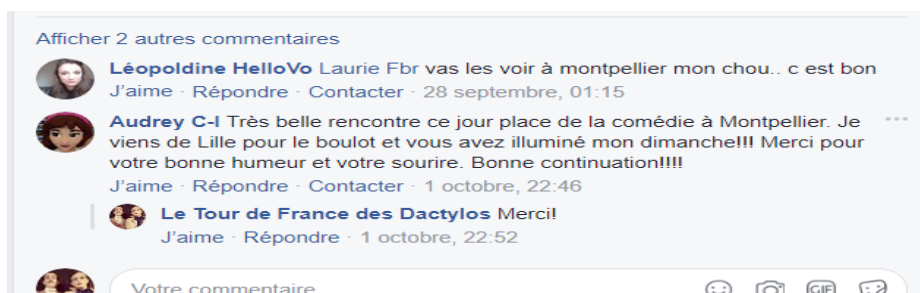 Afficher 2 autres commentaires
Léopoldine HelloVo Laurie Fbr vas les voir à montpellier mon chou.. c est bon
J'aime · Répondre · Contacter · 28 septembre, 01:15
Audrey C-I Très belle rencontre ce jour place de la comédie à Montpellier. Je
viens de Lille pour le boulot et vous avez illuminé mon dimanche!!! Merci pour
votre bonne humeur et votre sourire. Bonne continuation!!!!
J'aime · Répondre · Contacter · 1 octobre, 22:46
Le Tour de France des Dactylos Merci!
J'aime · Répondre · 1 octobre, 22:52
Votre commentaire
GIF